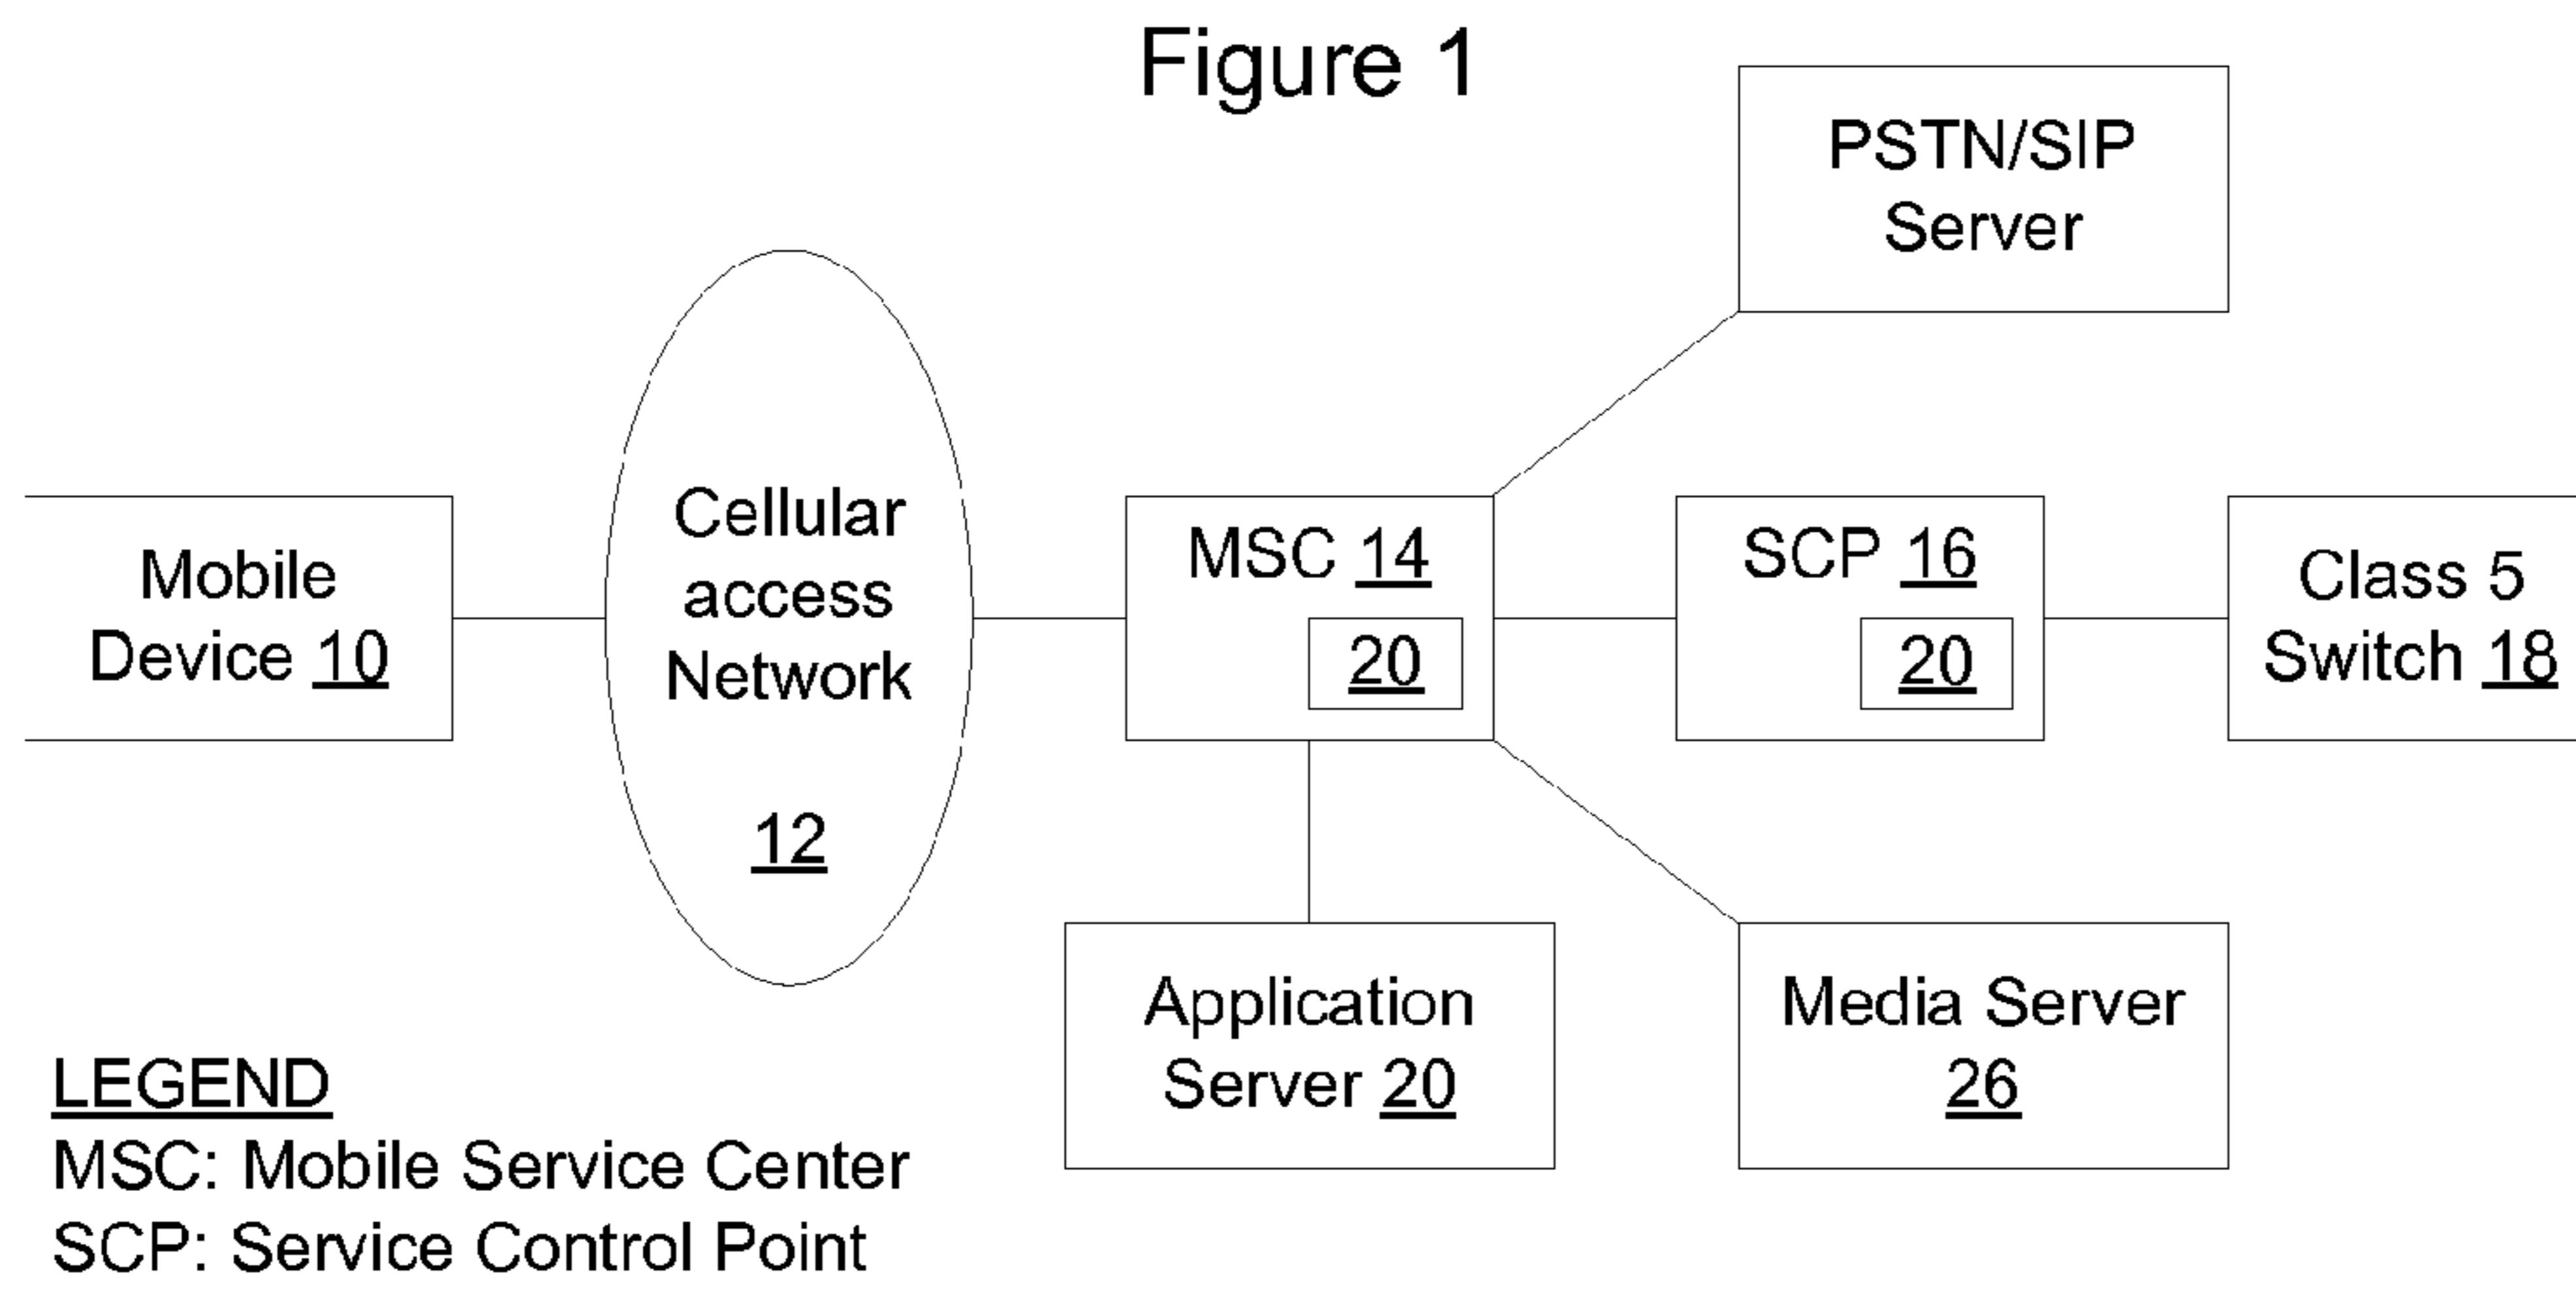 Figure 1
PSTN/SIP
Server
Mobile
Device 10
Cellular
access
Network
12
MSC 14
20
SCP 16
20
Class 5
Switch 18
Application
Server 20
Media Server
26
LEGEND
MSC: Mobile Service Center
SCP: Service Control Point